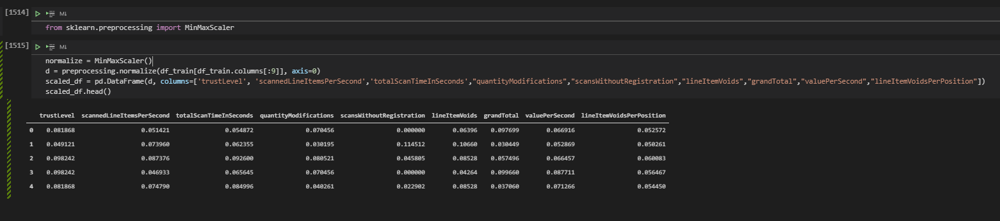 [1514] M↓
from sklearn.preprocessing import MinMaxScaler
[1515] M↓
normalize = MinMaxScaler()
d = preprocessing.normalize(df_train[df_train.columns[:9]], axis=0)
scaled_df = pd.DataFrame(d, columns=['trustLevel', 'scannedLineItemsPerSecond','totalScanTimeInSeconds',"quantityModifications","scansWithoutRegistration","lineItemVoids","grandTotal","valuePerSecond","lineItemVoidsPerPosition"])
scaled_df.head()
trustLevel scannedLineItemsPerSecond totalScanTimeInSeconds quantityModifications scansWithoutRegistration lineItemVoids grandTotal valuePerSecond lineItemVoidsPerPosition
0 0.081868 0.051421 0.054872 0.070456 0.000000 0.06396 0.097699 0.066916 0.052572
1 0.049121 0.073960 0.062355 0.030195 0.114512 0.10660 0.030449 0.052869 0.050261
2 0.098242 0.087376 0.092600 0.080521 0.045805 0.08528 0.057496 0.066457 0.060083
3 0.098242 0.046933 0.065645 0.070456 0.000000 0.04264 0.099660 0.087711 0.056467
4 0.081868 0.074790 0.084996 0.040261 0.022902 0.08528 0.037060 0.071266 0.054450